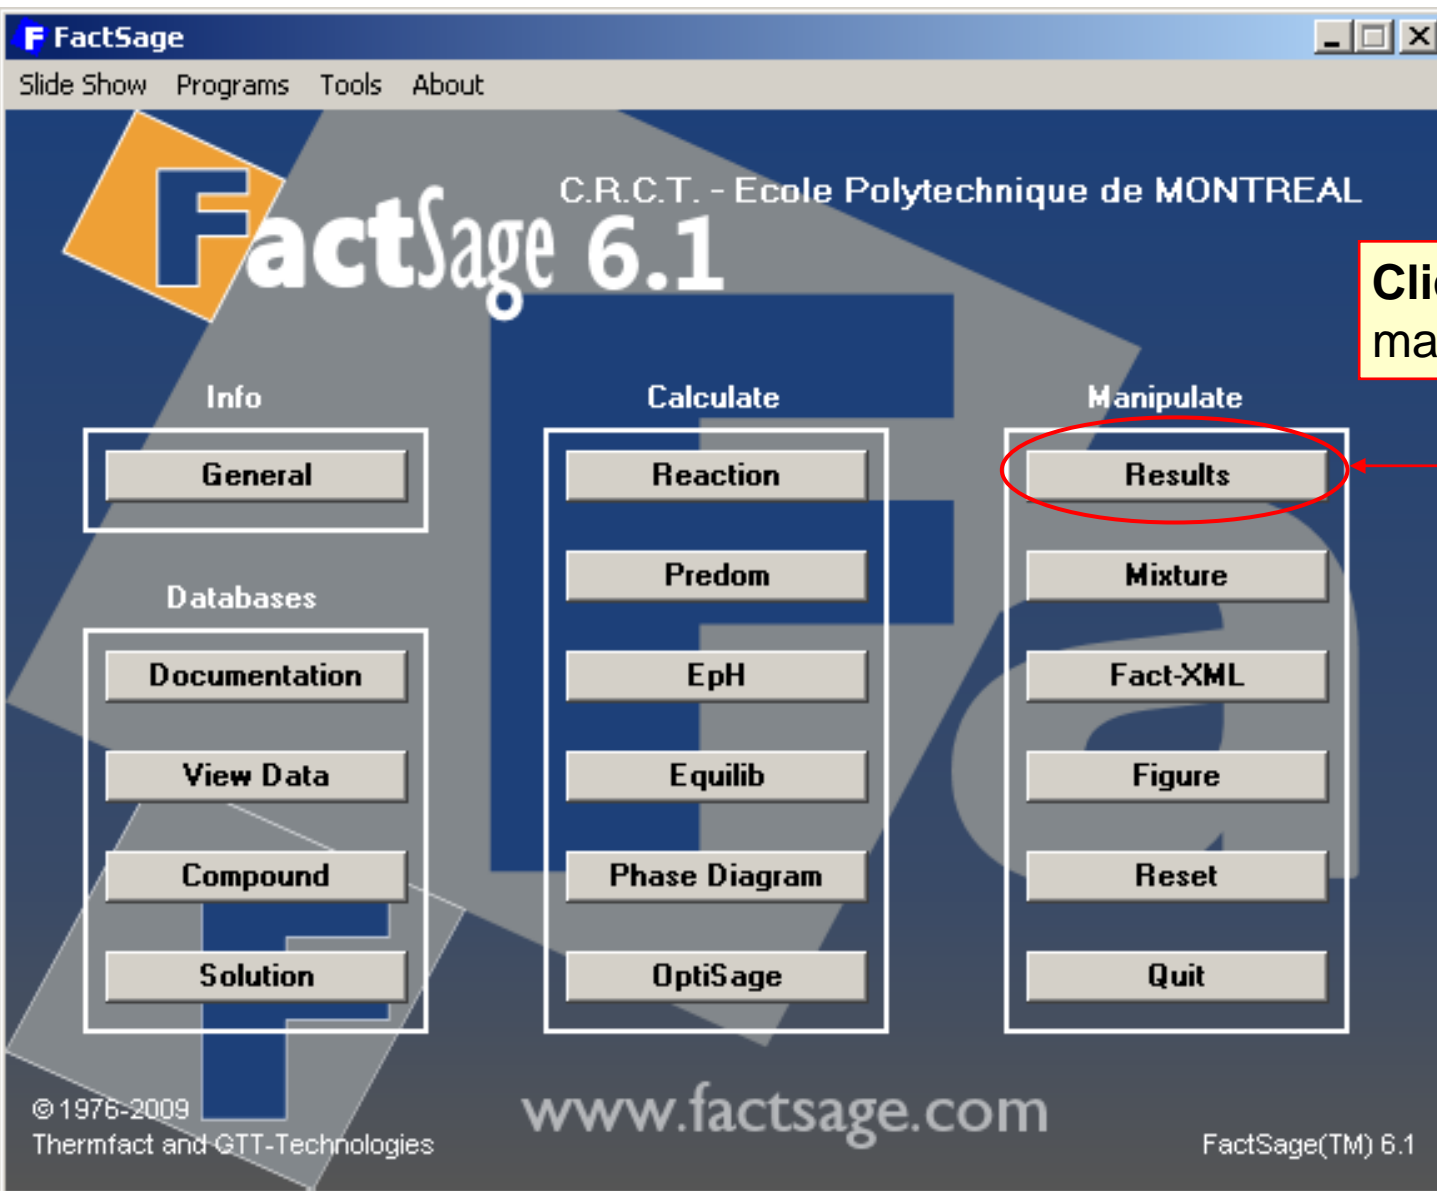 FactSage
Slide Show Programs Tools About
C.R.C.T. - Ecole Polytechnique de MONTREAL
FactSage 6.1
Info
General
Databases
Documentation
View Data
Compound
Solution
Calculate
Reaction
Predom
EpH
Equilib
Phase Diagram
OptiSage
Manipulate
Results
Mixture
Fact-XML
Figure
Reset
Quit
© 1976-2009
Thermfact and GTT-Technologies
www.factsage.com
FactSage(TM) 6.1